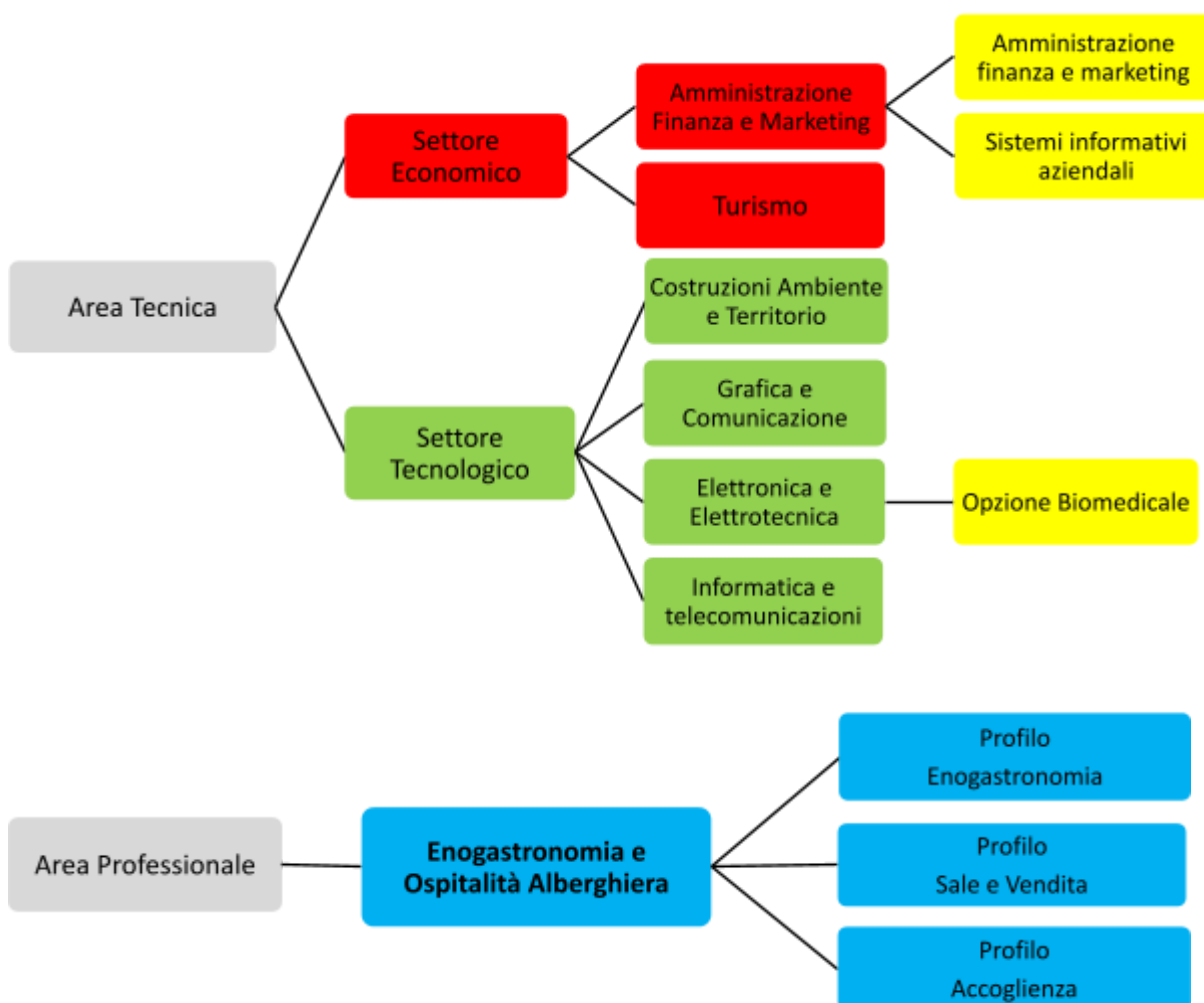 Area Tecnica
Settore
Economico
Amministrazione
Finanza e Marketing
Amministrazione
finanza e marketing
Sistemi informativi
aziendali
Turismo
Settore
Tecnologico
Costruzioni Ambiente
e Territorio
Grafica e
Comunicazione
Elettronica e
Elettrotecnica
Opzione Biomedicale
Informatica e
telecomunicazioni
Area Professionale
Enogastronomia e
Ospitalità Alberghiera
Profilo
Enogastronomia
Profilo
Sale e Vendita
Profilo
Accoglienza